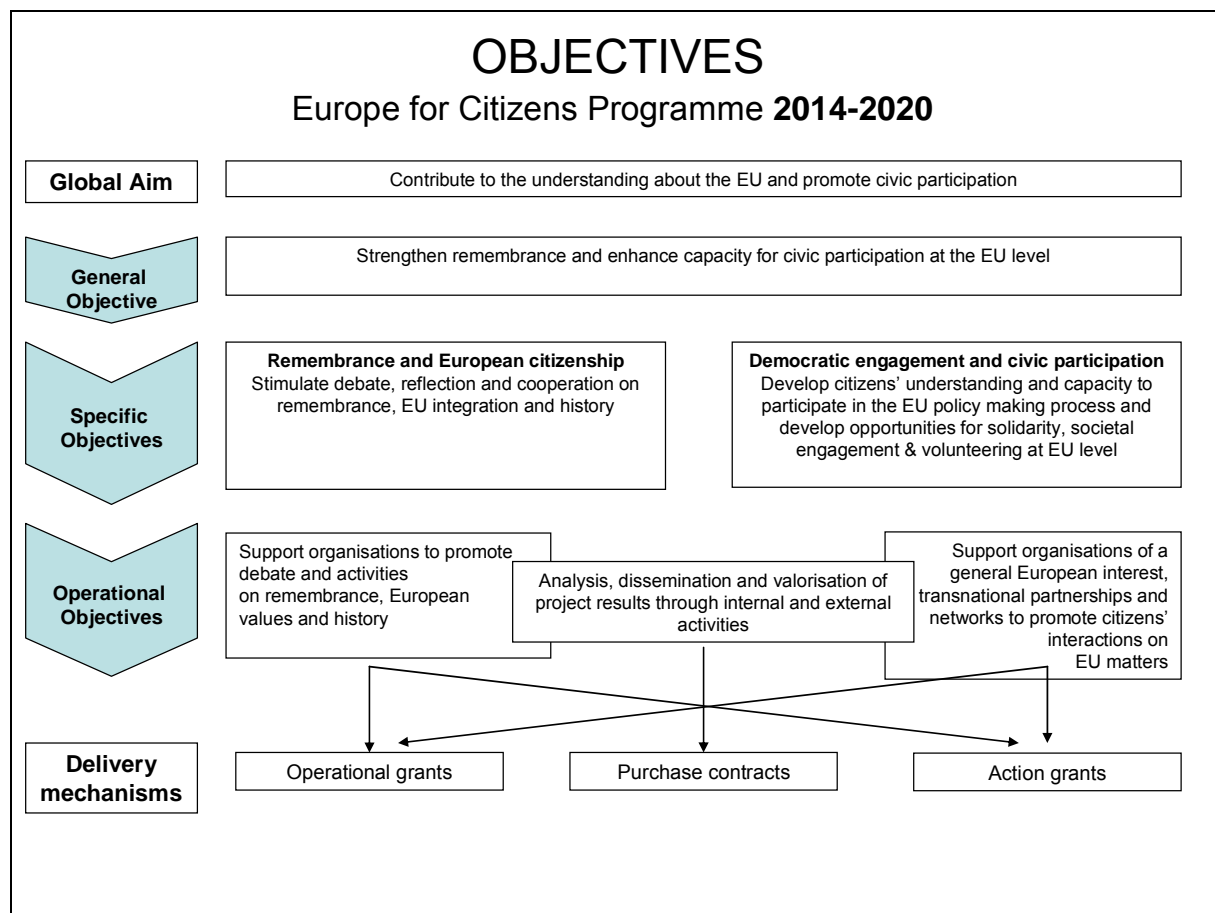 OBJECTIVES
Europe for Citizens Programme 2014-2020
Global Aim
Contribute to the understanding about the EU and promote civic participation
General
Objective
Strengthen remembrance and enhance capacity for civic participation at the EU level
Specific
Objectives
Remembrance and European citizenship
Stimulate debate, reflection and cooperation on
remembrance, EU integration and history
Democratic engagement and civic participation
Develop citizens’ understanding and capacity to
participate in the EU policy making process and
develop opportunities for solidarity, societal
engagement & volunteering at EU level
Operational
Objectives
Support organisations to promote
debate and activities
on remembrance, European
values and history
Analysis, dissemination and valorisation of
project results through internal and external
activities
Support organisations of a
general European interest,
transnational partnerships and
networks to promote citizens’
interactions on
EU matters
Delivery
mechanisms
Operational grants
Purchase contracts
Action grants